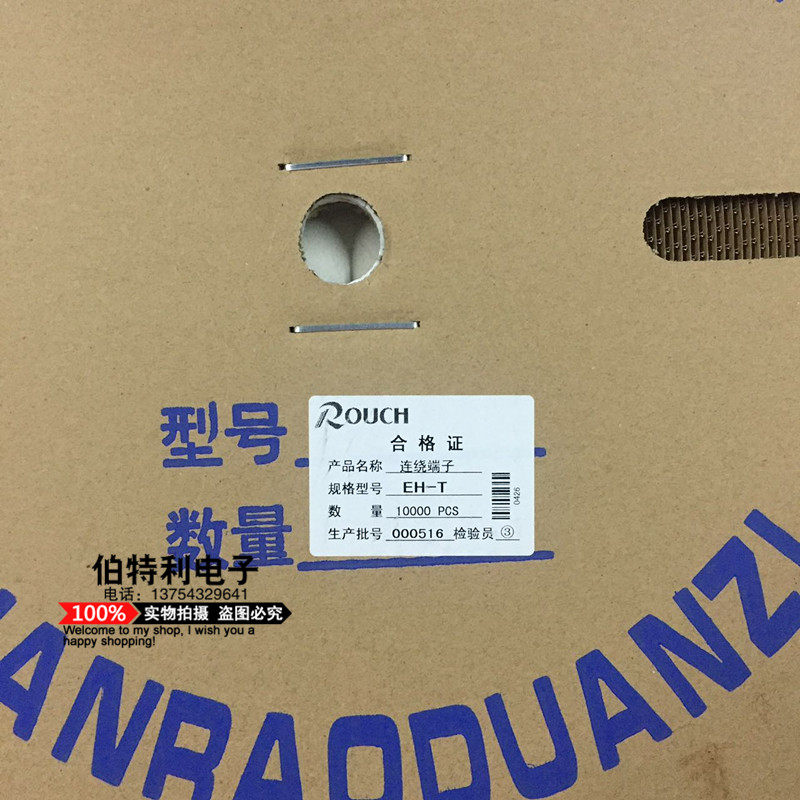 型号
ROUCH
合格证
产品名称 连绕端子
规格型号 EH-T
数 量 10000 PCS
生产批号 000516 检验员 ③
0426
数量
伯特利电子
电话：13754329641
100% 实物拍摄 盗图必究
Welcome to my shop, I wish you a
happy shopping!
ANRAODUANZI